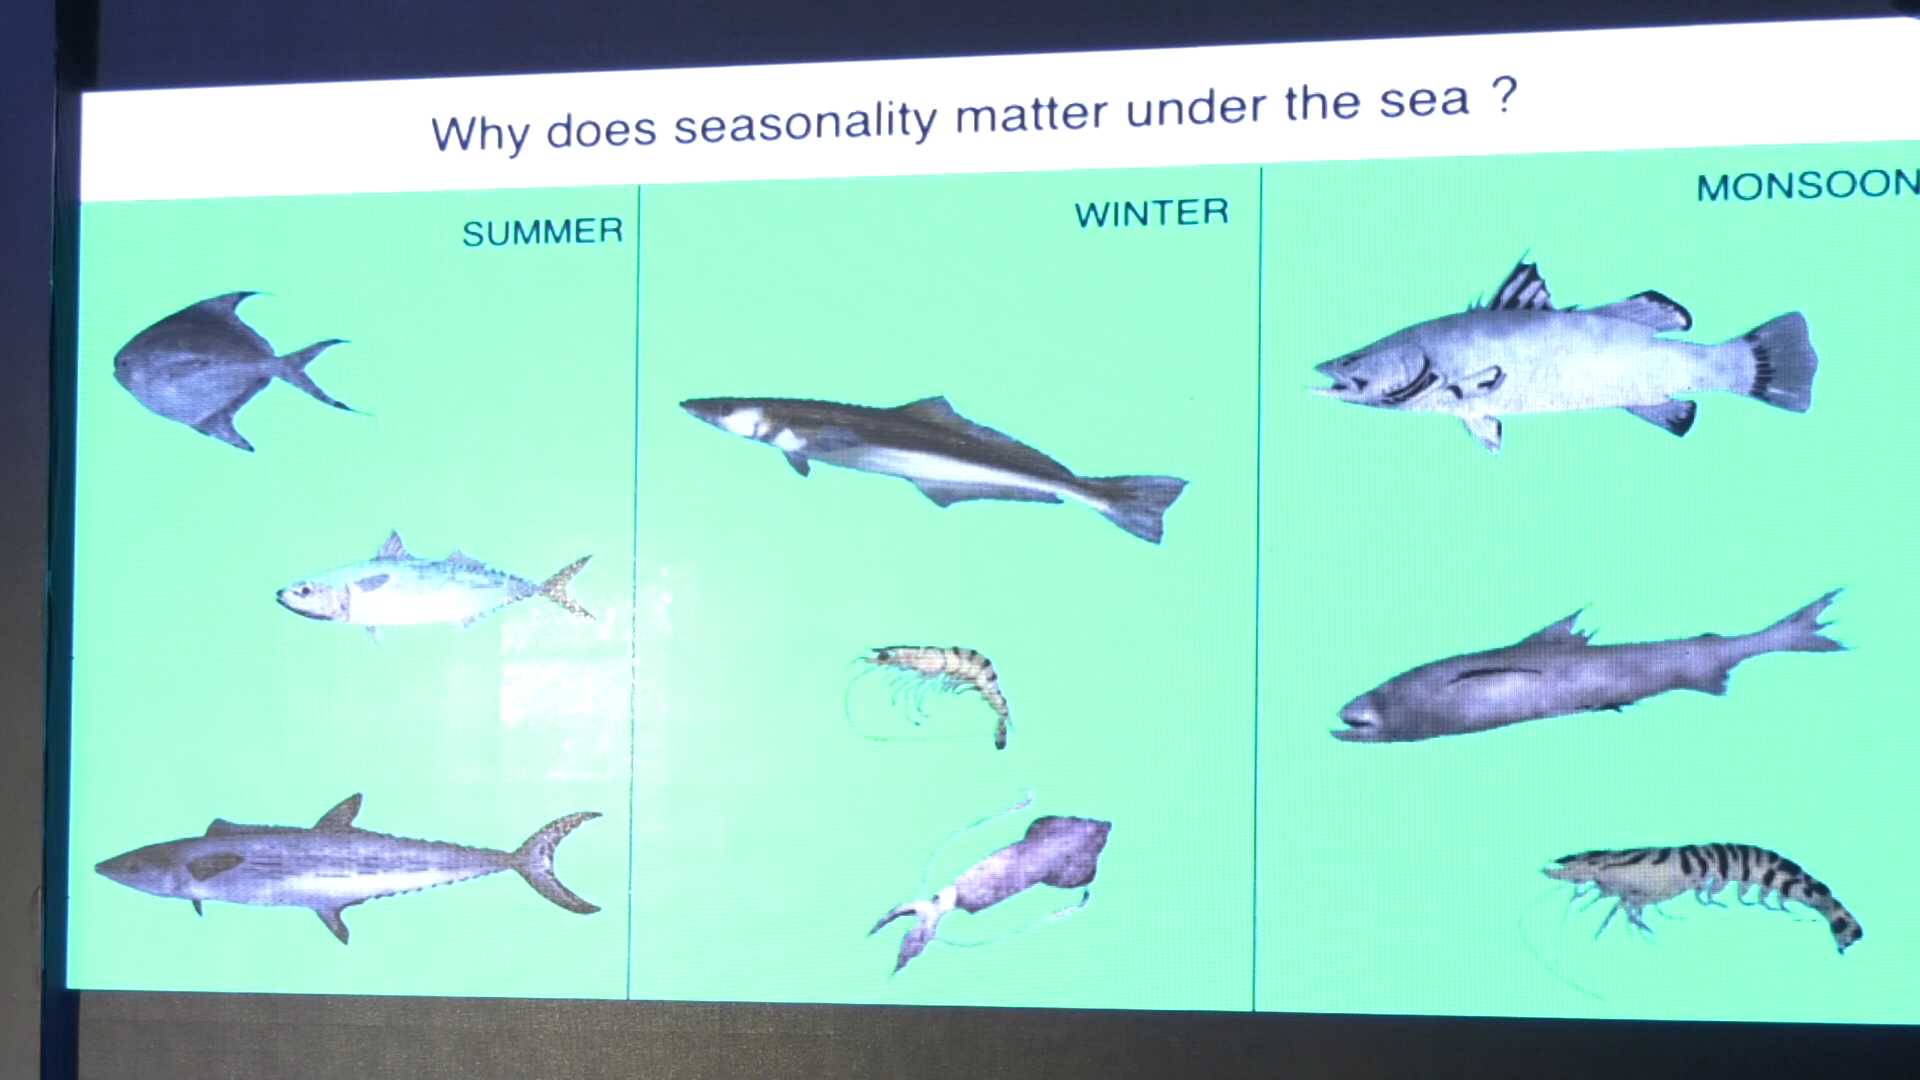 Why does seasonality matter under the sea ?
SUMMER
WINTER
MONSOON